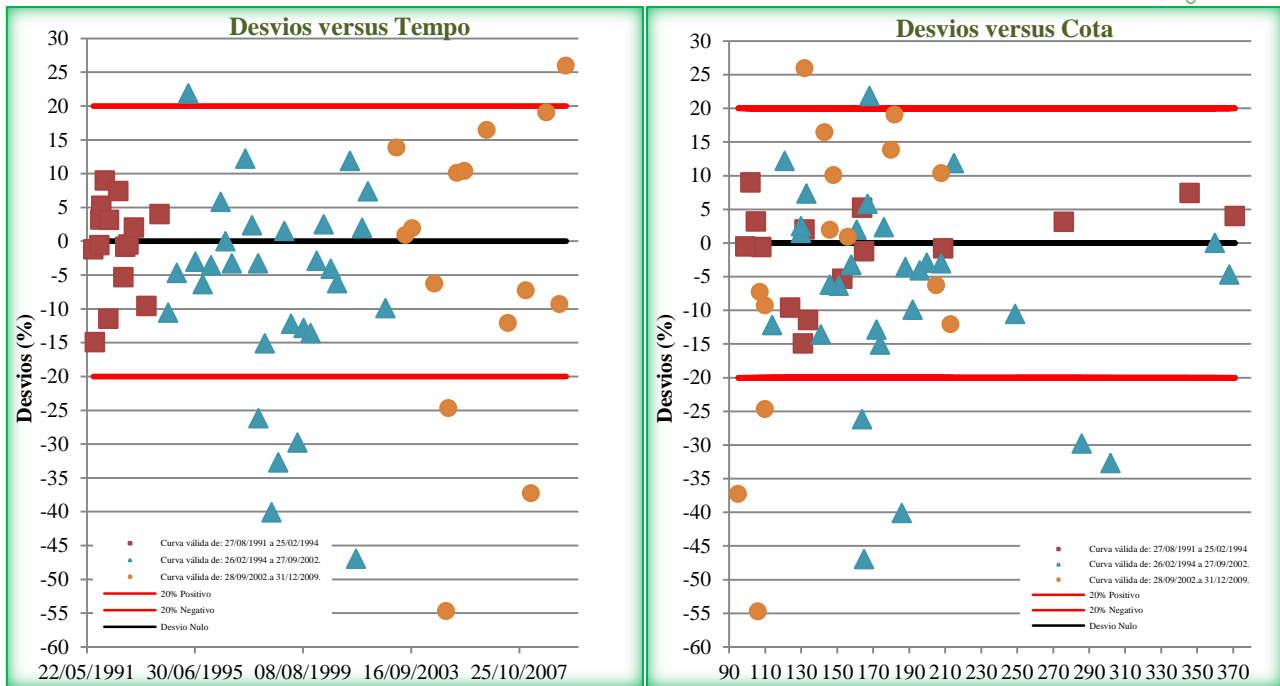 Desvios versus Tempo
Desvios (%)
30
25
20
15
10
5
0
-5
-10
-15
-20
-25
-30
-35
-40
-45
-50
-55
-60
22/05/1991 30/06/1995 08/08/1999 16/09/2003 25/10/2007
Curva válida de: 27/08/1991 a 25/02/1994
Curva válida de: 26/02/1994 a 27/09/2002.
Curva válida de: 28/09/2002.a 31/12/2009.
20% Positivo
20% Negativo
Desvio Nulo
Desvios versus Cota
Desvios (%)
30
25
20
15
10
5
0
-5
-10
-15
-20
-25
-30
-35
-40
-45
-50
-55
-60
90 110 130 150 170 190 210 230 250 270 290 310 330 350 370
Curva válida de: 27/08/1991 a 25/02/1994
Curva válida de: 26/02/1994 a 27/09/2002.
Curva válida de: 28/09/2002.a 31/12/2009.
20% Positivo
20% Negativo
Desvio Nulo